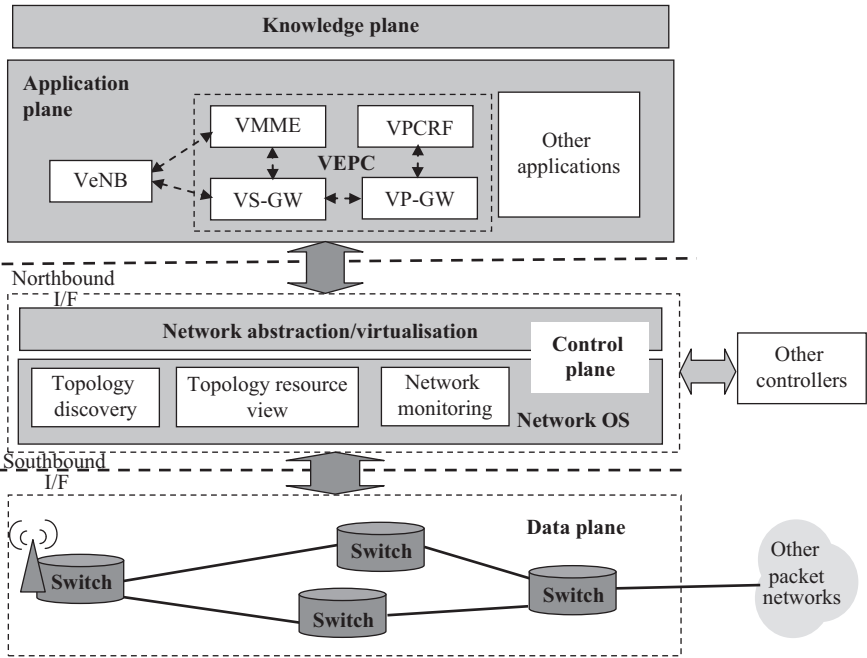 Knowledge plane
Application
plane
VMME
VPCRF
VEPC
VeNB
VS-GW
VP-GW
Other
applications
Northbound
I/F
Network abstraction/virtualisation
Control
plane
Topology
discovery
Topology resource
view
Network
monitoring
Network OS
Other
controllers
Southbound
I/F
Data plane
Switch
Switch
Switch
Switch
Other
packet
networks